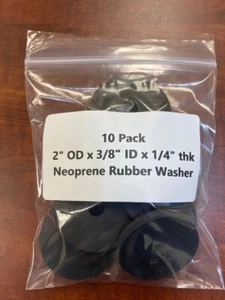 10 Pack
2" OD x 3/8" ID x 1/4" thk
Neoprene Rubber Washer